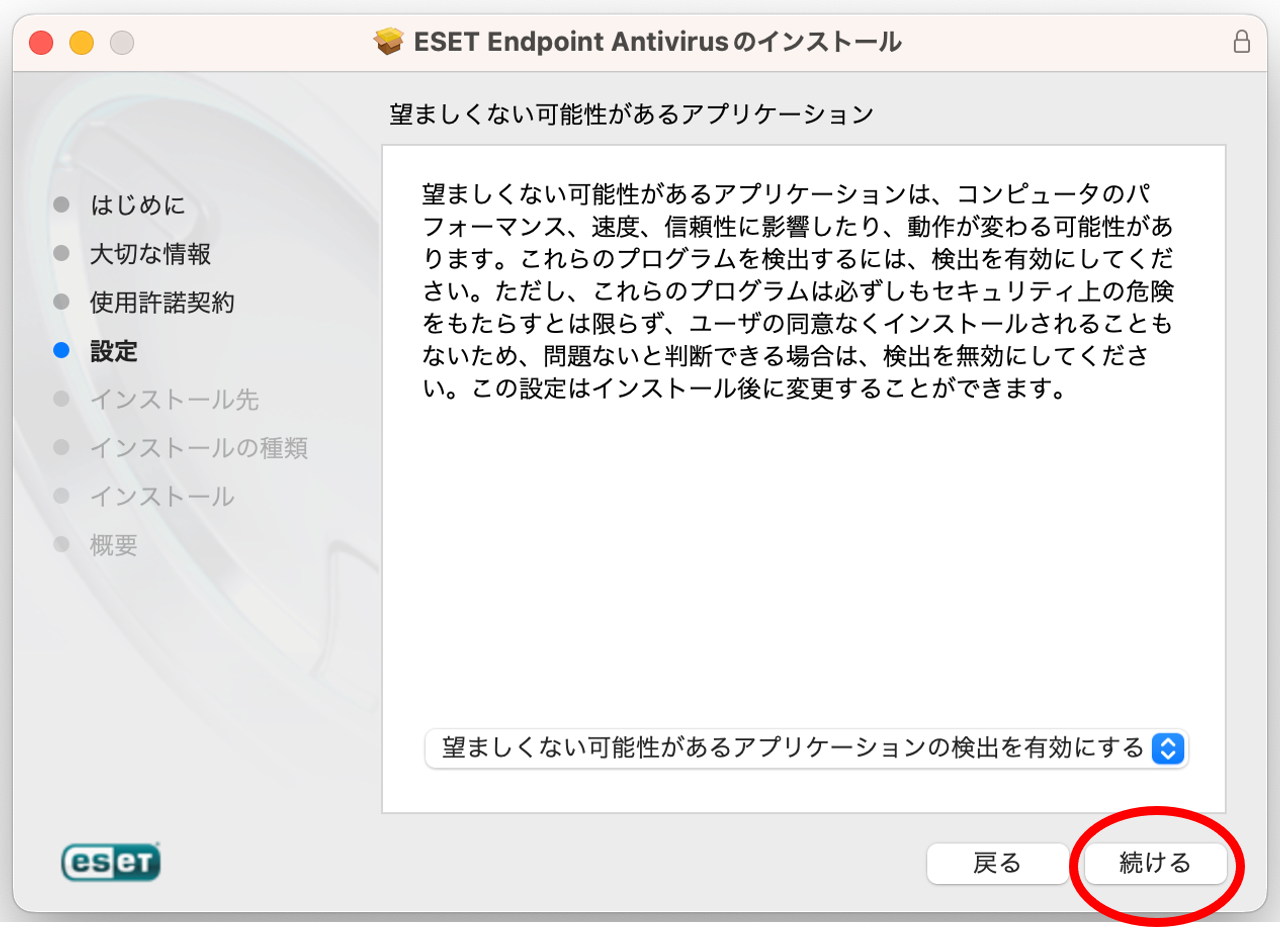 ESET Endpoint Antivirusのインストール
望ましくない可能性があるアプリケーション
はじめに
大切な情報
使用許諾契約
設定
インストール先
インストールの種類
インストール
概要
望ましくない可能性があるアプリケーションは、コンピュータのパ
フォーマンス、速度、信頼性に影響したり、動作が変わる可能性があ
ります。これらのプログラムを検出するには、検出を有効にしてくだ
さい。ただし、これらのプログラムは必ずしもセキュリティ上の危険
をもたらすとは限らず、ユーザの同意なくインストールされることも
ないため、問題ないと判断できる場合は、検出を無効にしてくださ
い。この設定はインストール後に変更することができます。
望ましくない可能性があるアプリケーションの検出を有効にする
eseT
戻る
続ける